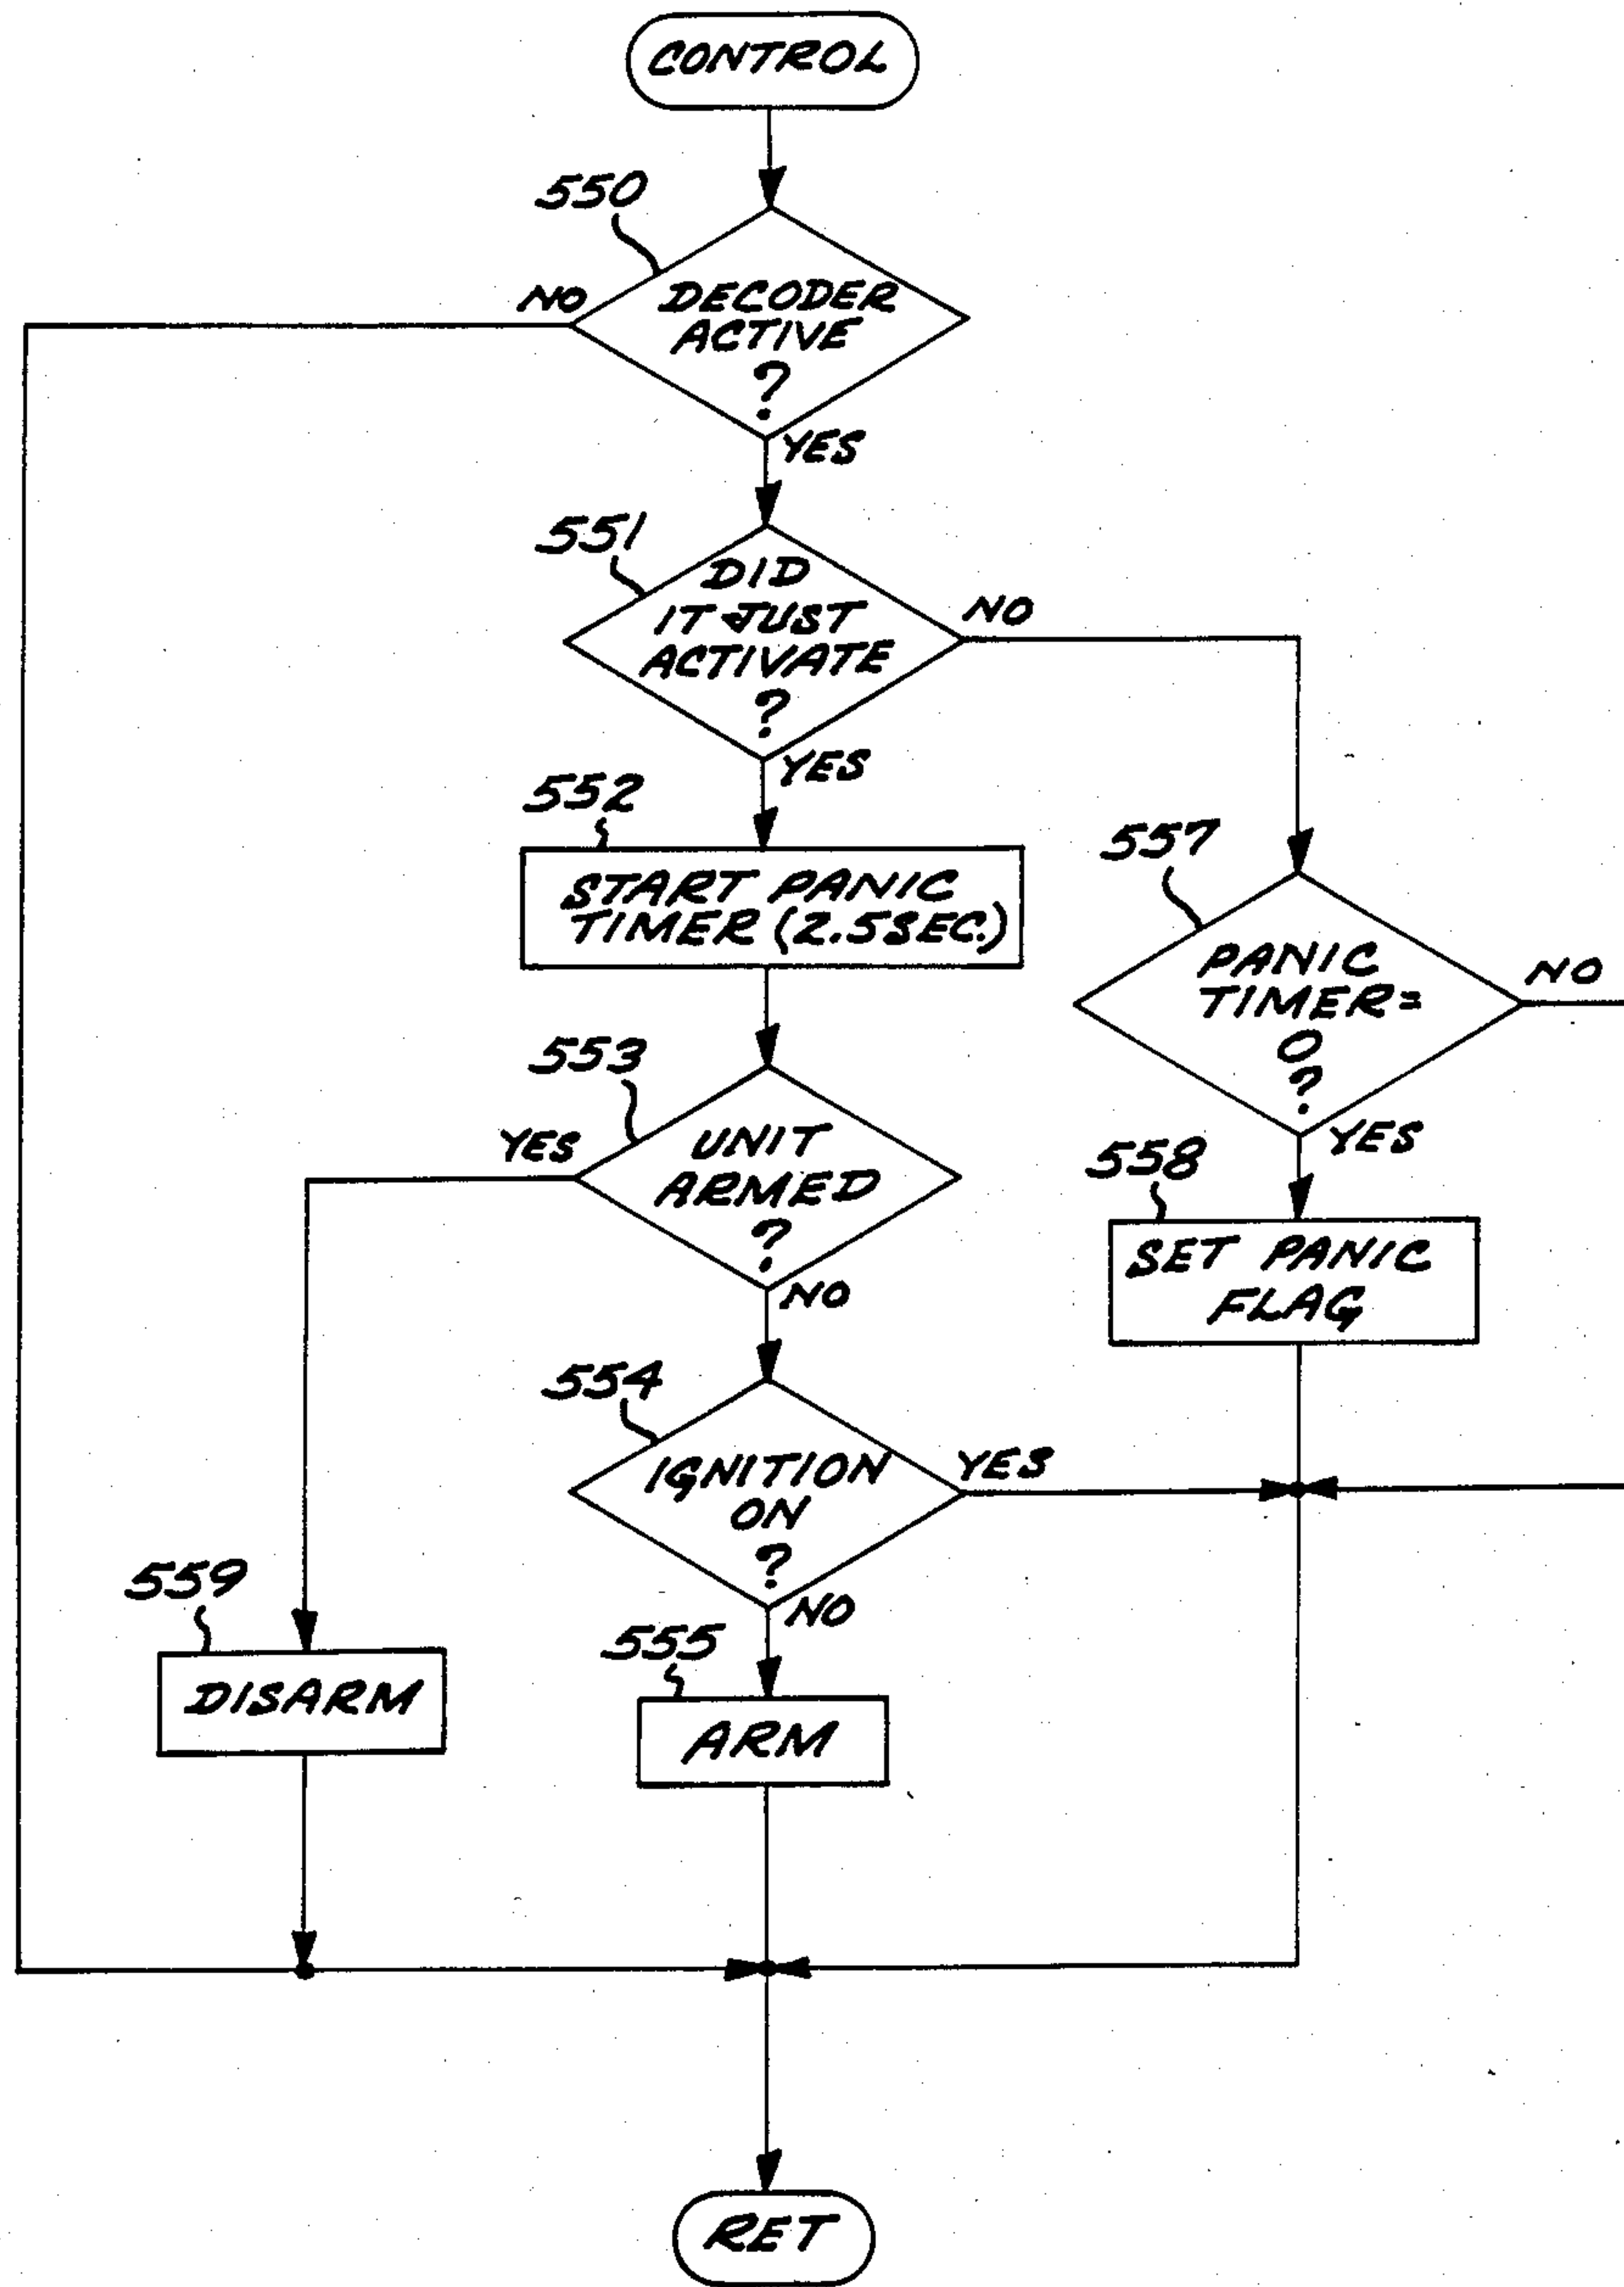 CONTROL
550
NO
DECODER
ACTIVE
?
YES
551
DID
IT JUST
ACTIVATE
?
NO
YES
552
START PANIC
TIMER (2.5SEC.)
557
PANIC
TIMER=
0
?
NO
YES
553
YES
UNIT
ARMED
?
NO
558
SET PANIC
FLAG
554
IGNITION
ON
?
YES
NO
559
DISARM
555
ARM
RET